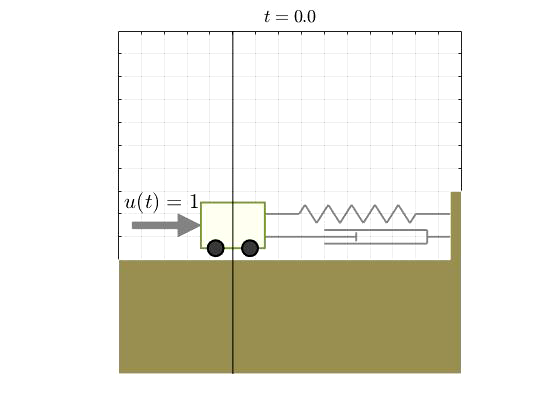 t = 0.0
u(t) = 1